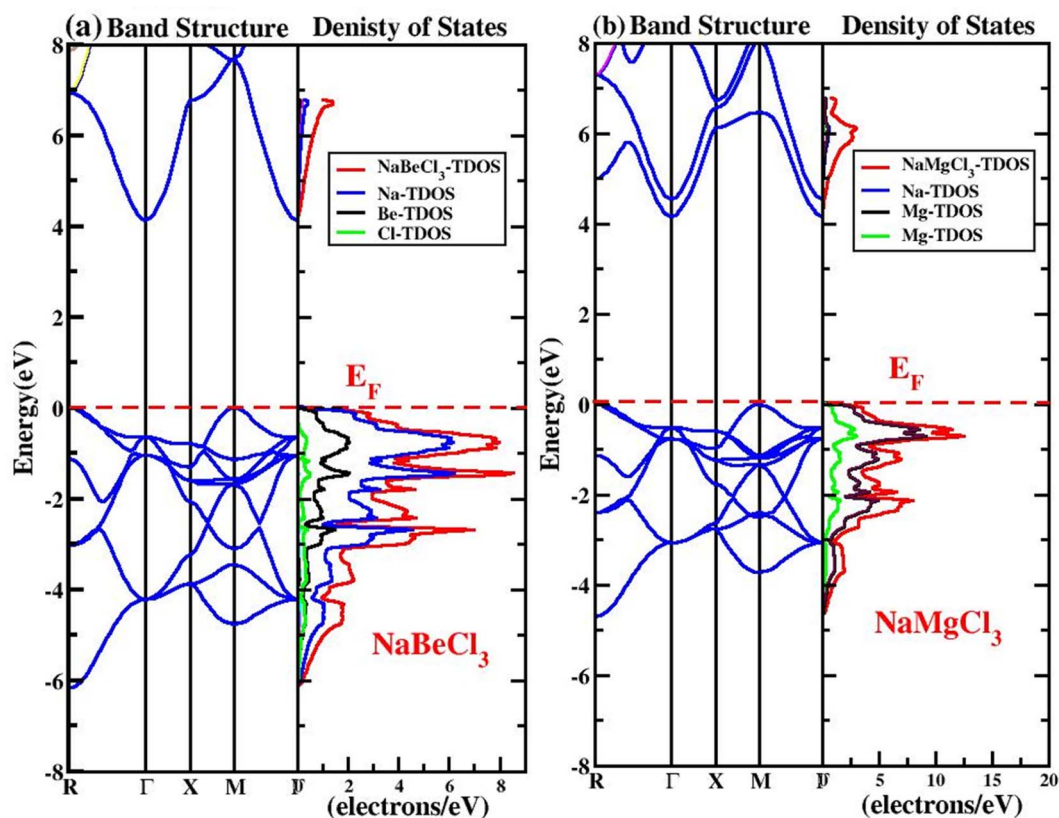 (a) Band Structure Denisty of States
8
6
4
2
0
-2
-4
-6
-8
Energy(eV)
NaBeCl3-TDOS
Na-TDOS
Be-TDOS
Cl-TDOS
EF
NaBeCl3
R Γ X M
2 4 6 8
(electrons/eV)
(b) Band Structure Density of States
8
6
4
2
0
-2
-4
-6
-8
Energy(eV)
NaMgCl3-TDOS
Na-TDOS
Mg-TDOS
Mg-TDOS
EF
NaMgCl3
R Γ X M
5 10 15 20
(electrons/eV)